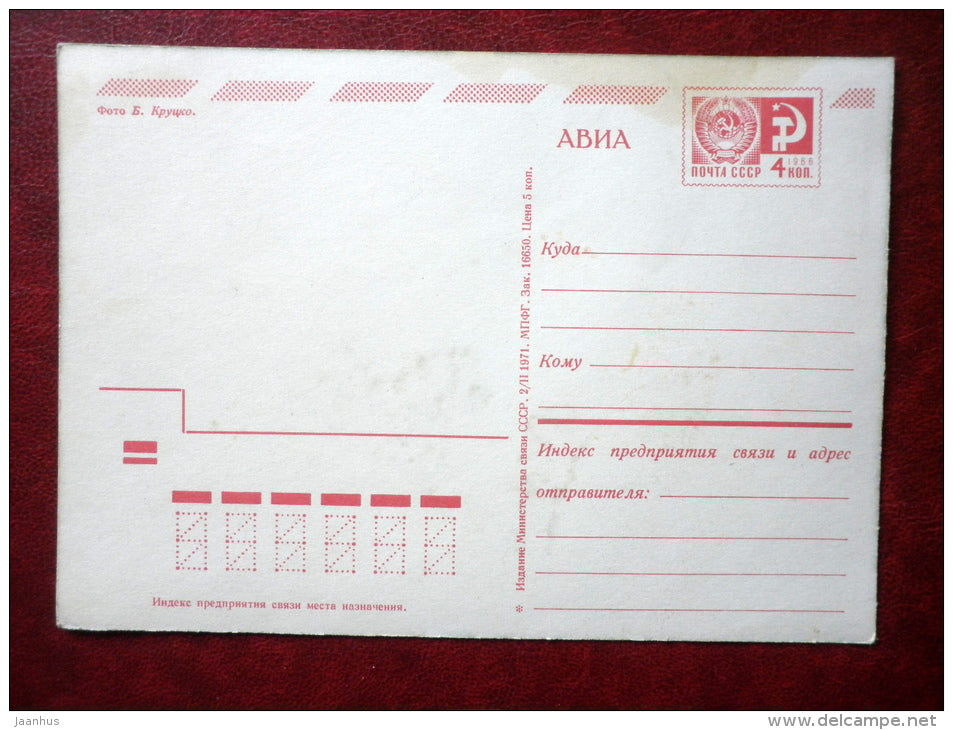 Фото Б. Круцко.
АВИА
1966
ПОЧТА СССР 4 КОП.
Куда
Кому
Индекс предприятия связи и адрес
отправителя:
Издание Министерства связи СССР. 2/II 1971. МПФГ. Зак. 16650. Цена 5 коп.
Индекс предприятия связи места назначения.
Jaanhus
www.delcampe.net